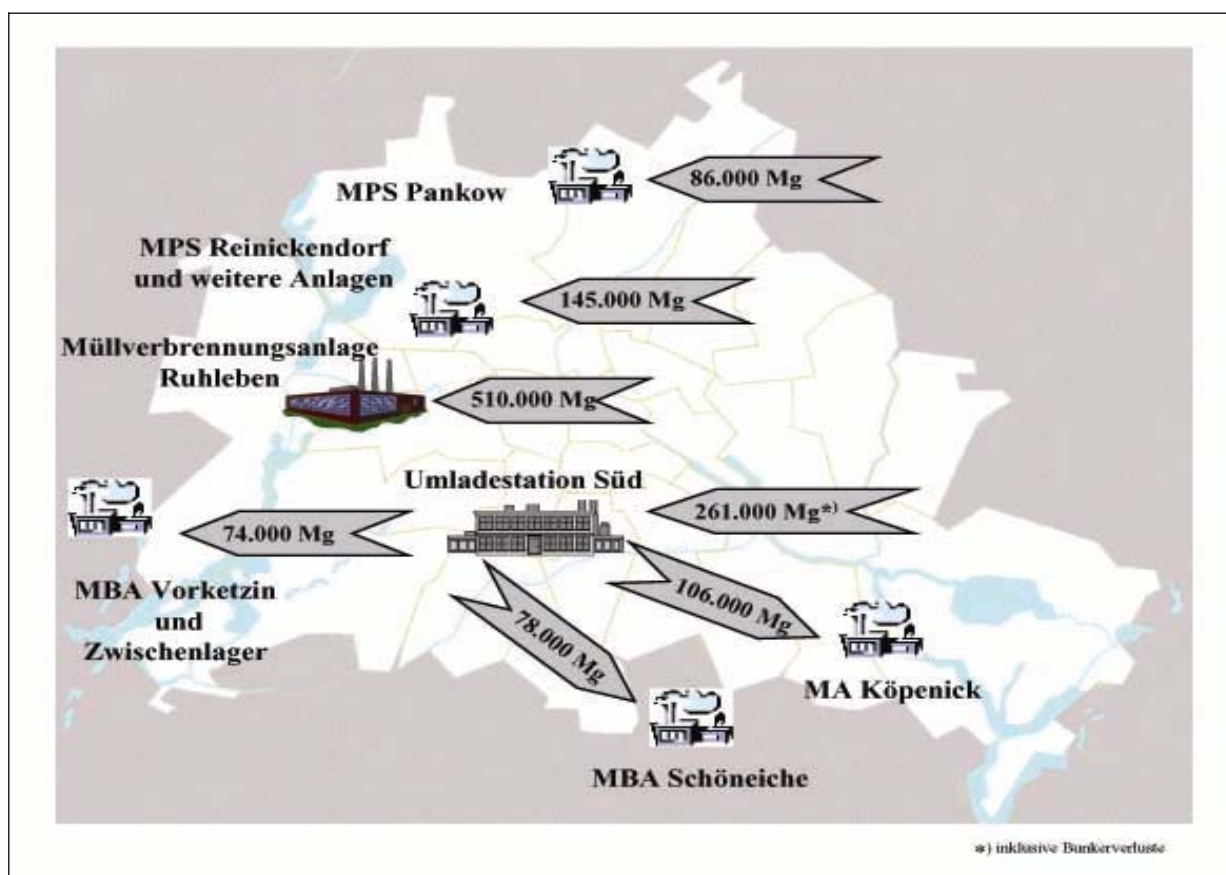 MPS Pankow
86.000 Mg
MPS Reinickendorf
und weitere Anlagen
145.000 Mg
Müllverbrennungsanlage
Ruhleben
510.000 Mg
Umladestation Süd
261.000 Mg*)
74.000 Mg
106.000 Mg
78.000 Mg
MBA Vorketzin
und
Zwischenlager
MA Köpenick
MBA Schöneiche
*) inklusive Bunkerverluste